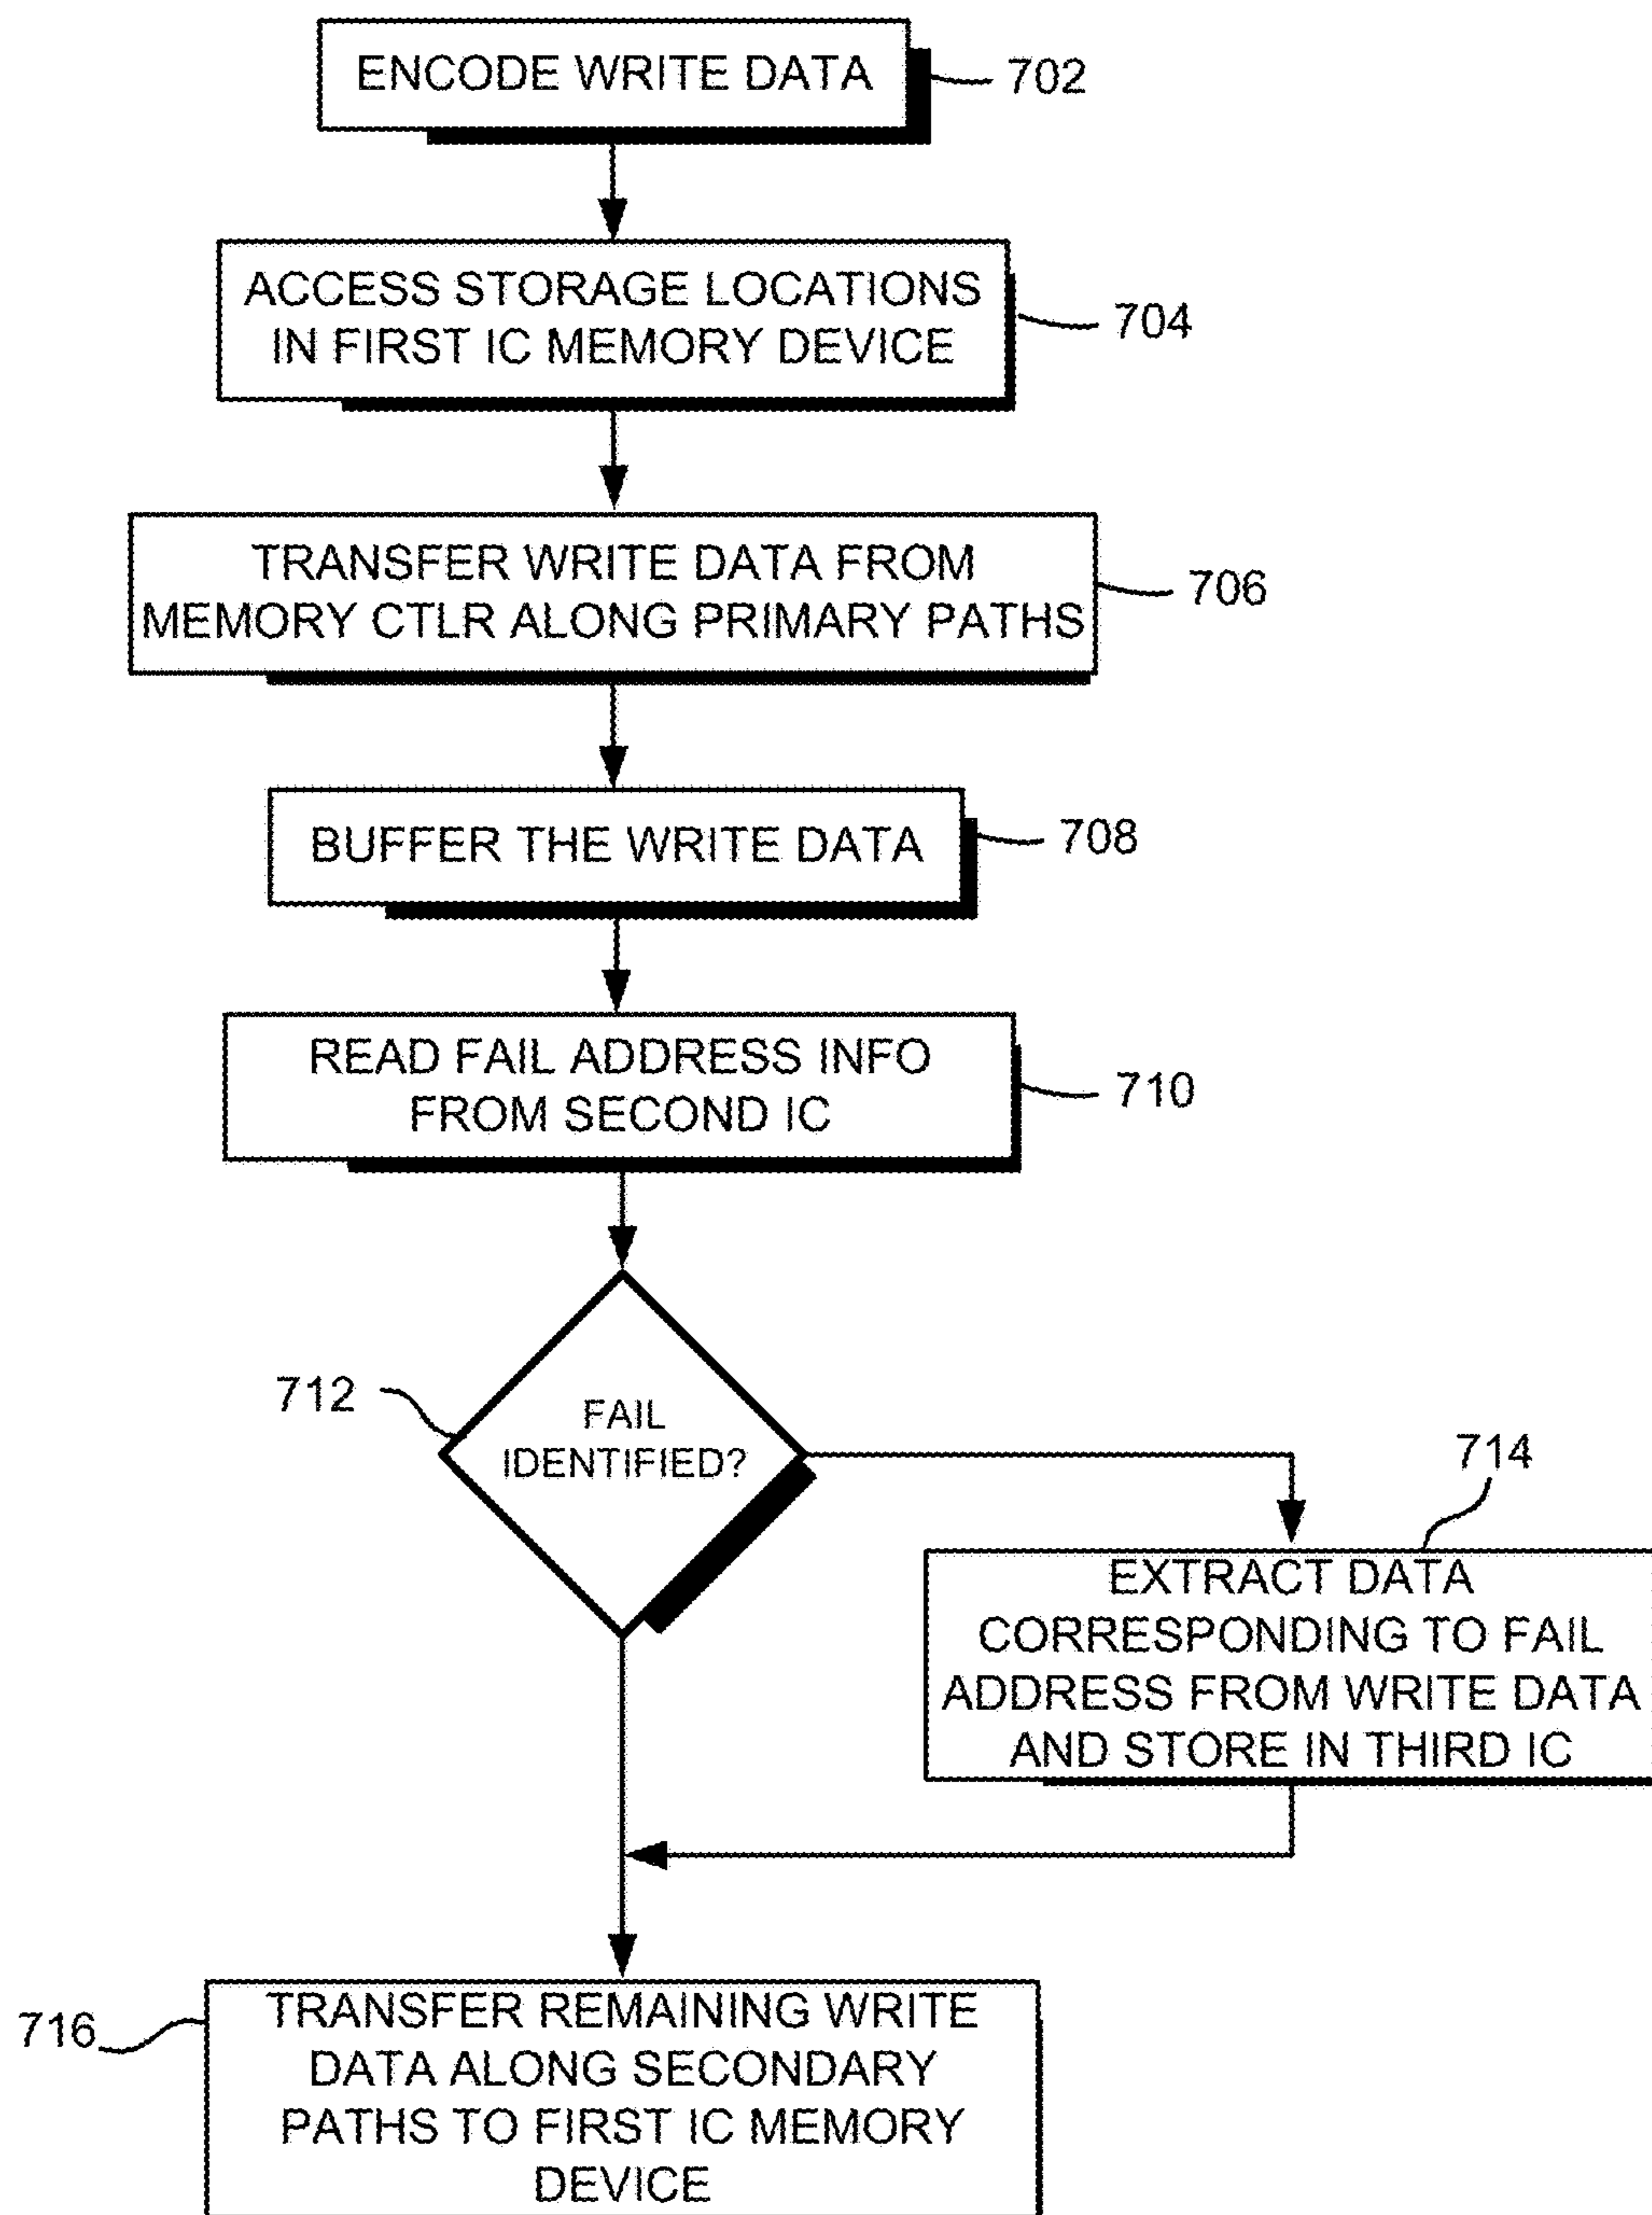 ENCODE WRITE DATA
702
ACCESS STORAGE LOCATIONS
IN FIRST IC MEMORY DEVICE
704
TRANSFER WRITE DATA FROM
MEMORY CTLR ALONG PRIMARY PATHS
706
BUFFER THE WRITE DATA
708
READ FAIL ADDRESS INFO
FROM SECOND IC
710
712
FAIL
IDENTIFIED?
714
EXTRACT DATA
CORRESPONDING TO FAIL
ADDRESS FROM WRITE DATA
AND STORE IN THIRD IC
716
TRANSFER REMAINING WRITE
DATA ALONG SECONDARY
PATHS TO FIRST IC MEMORY
DEVICE